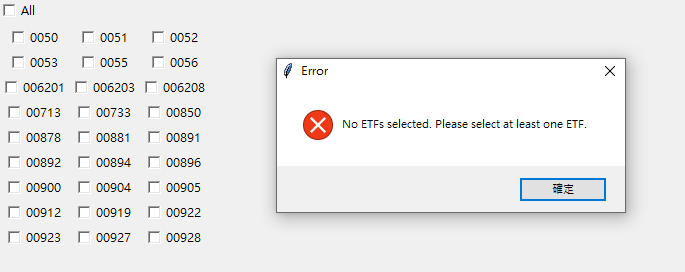 All
0050 0051 0052
0053 0055 0056
006201 006203 006208
00713 00733 00850
00878 00881 00891
00892 00894 00896
00900 00904 00905
00912 00919 00922
00923 00927 00928
Error
No ETFs selected. Please select at least one ETF.
確定